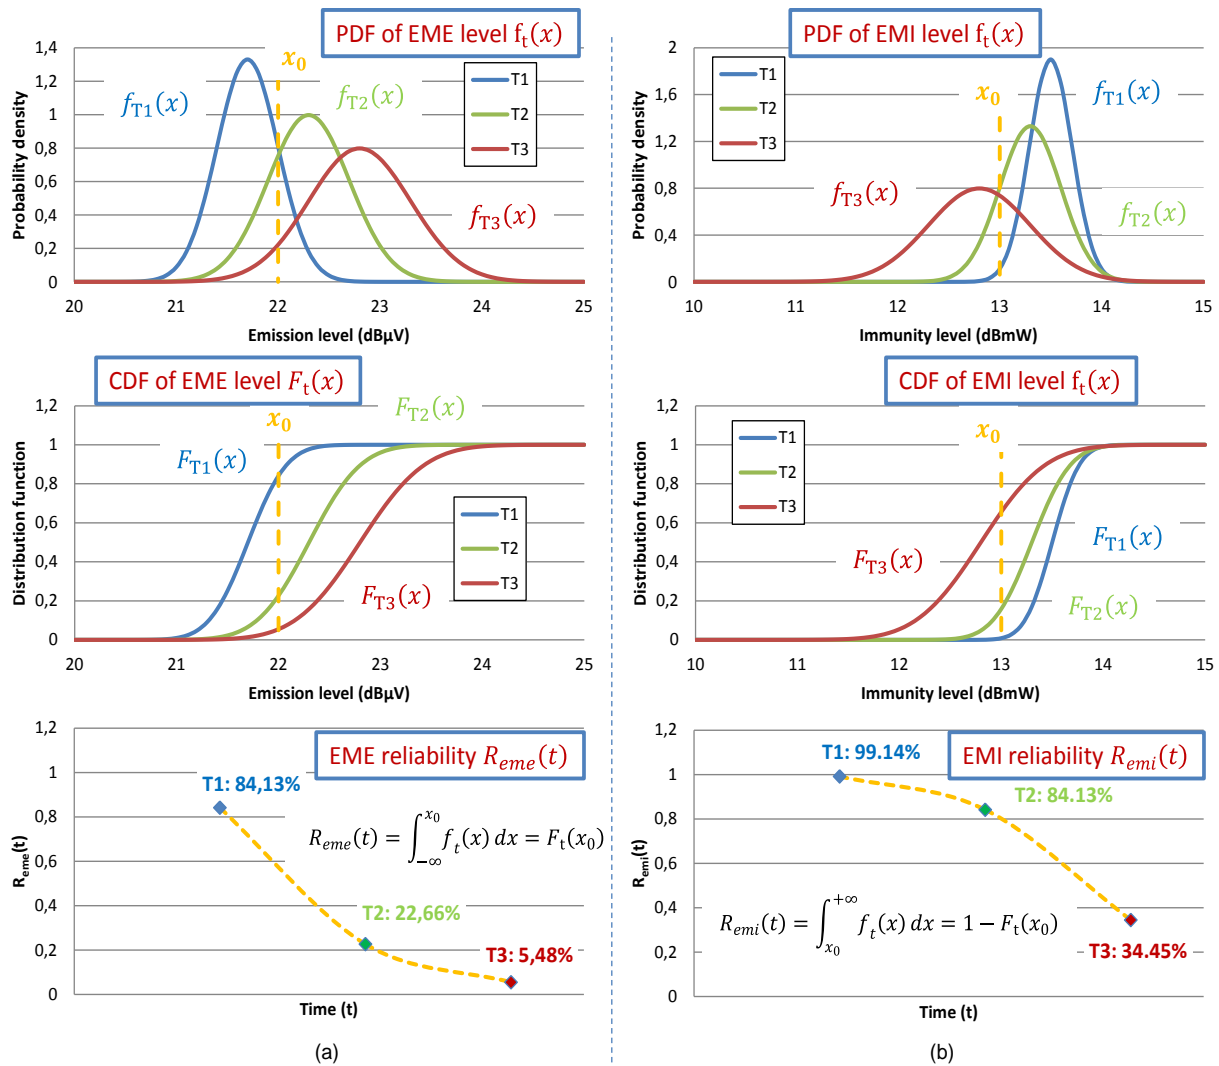 PDF of EME level f_t(x)
1,4
1,2
1
0,8
0,6
0,4
0,2
0
Probability density
x_0
f_T1(x)
f_T2(x)
f_T3(x)
T1
T2
T3
20 21 22 23 24 25
Emission level (dBµV)
CDF of EME level F_t(x)
1,2
1
0,8
0,6
0,4
0,2
0
Distribution function
x_0
F_T1(x)
F_T2(x)
F_T3(x)
T1
T2
T3
20 21 22 23 24 25
Emission level (dBµV)
EME reliability R_eme(t)
1,2
1
0,8
0,6
0,4
0,2
0
R_eme(t)
T1: 84,13%
R_eme(t) = ∫_{-∞}^{x_0} f_t(x) dx = F_t(x_0)
T2: 22,66%
T3: 5,48%
Time (t)
(a)
PDF of EMI level f_t(x)
2
1,6
1,2
0,8
0,4
0
Probability density
T1
T2
T3
x_0
f_T1(x)
f_T3(x)
f_T2(x)
10 11 12 13 14 15
Immunity level (dBmW)
CDF of EMI level f_t(x)
1,2
1
0,8
0,6
0,4
0,2
0
Distribution function
T1
T2
T3
x_0
F_T1(x)
F_T3(x)
F_T2(x)
10 11 12 13 14 15
Immunity level (dBmW)
EMI reliability R_emi(t)
1,2
1
0,8
0,6
0,4
0,2
0
R_emi(t)
T1: 99.14%
T2: 84.13%
R_emi(t) = ∫_{x_0}^{+∞} f_t(x) dx = 1 − F_t(x_0)
T3: 34.45%
Time (t)
(b)